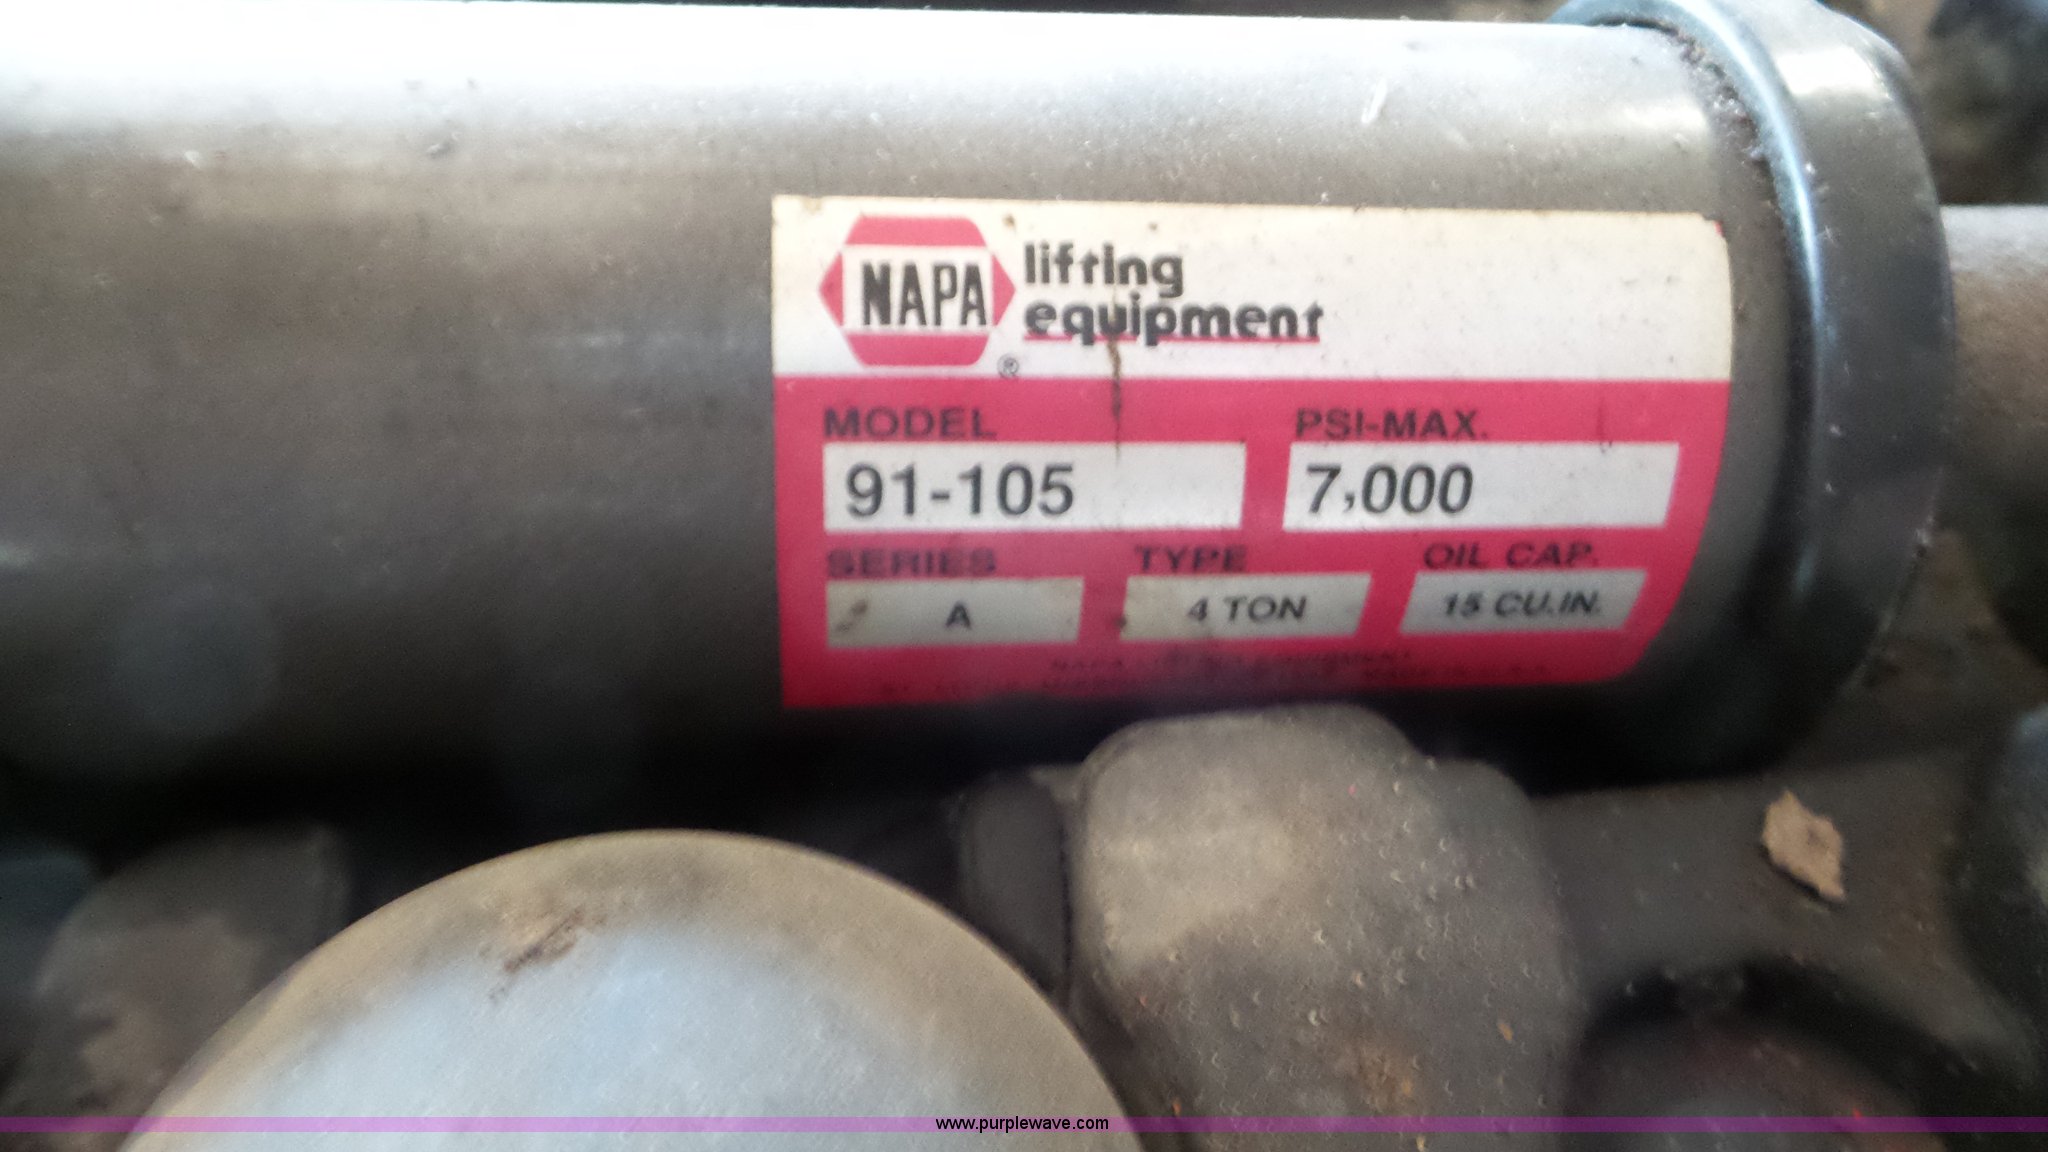 NAPA
®
lifting
equipment
MODEL
91-105
PSI-MAX.
7,000
SERIES
A
TYPE
4 TON
OIL CAP.
15 CU.IN.
www.purplewave.com